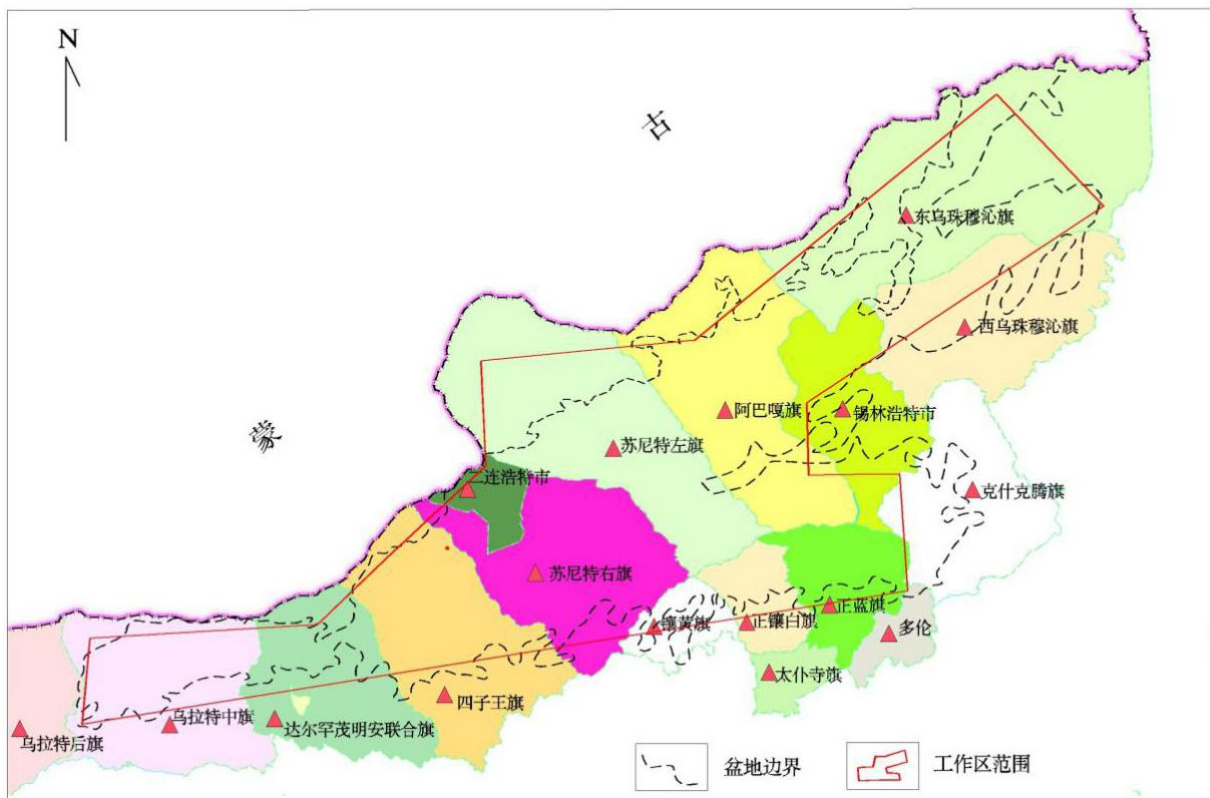 N
古
东乌珠穆沁旗
西乌珠穆沁旗
阿巴嘎旗
锡林浩特市
蒙
苏尼特左旗
二连浩特市
克什克腾旗
苏尼特右旗
正蓝旗
镶黄旗
正镶白旗
多伦
太仆寺旗
四子王旗
乌拉特中旗
达尔罕茂明安联合旗
乌拉特后旗
盆地边界
工作区范围